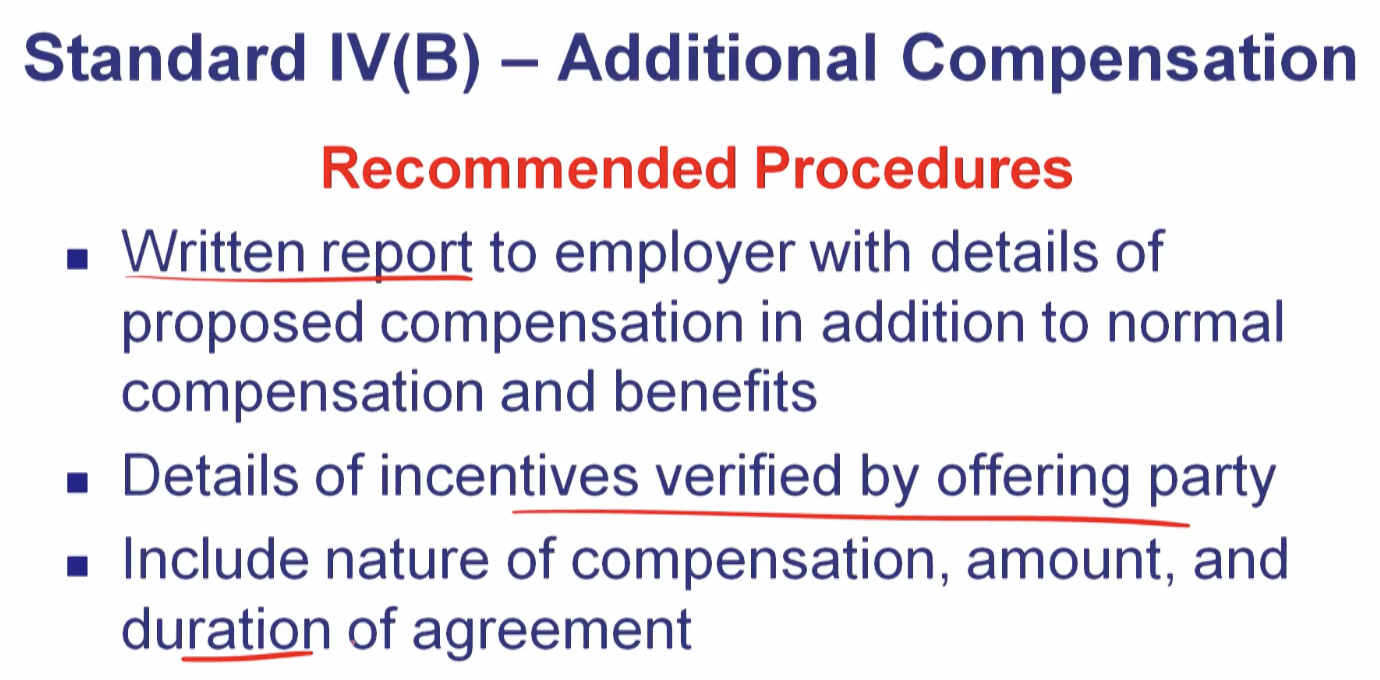 Standard IV(B) – Additional Compensation
Recommended Procedures
▪ Written report to employer with details of
proposed compensation in addition to normal
compensation and benefits
▪ Details of incentives verified by offering party
▪ Include nature of compensation, amount, and
duration of agreement